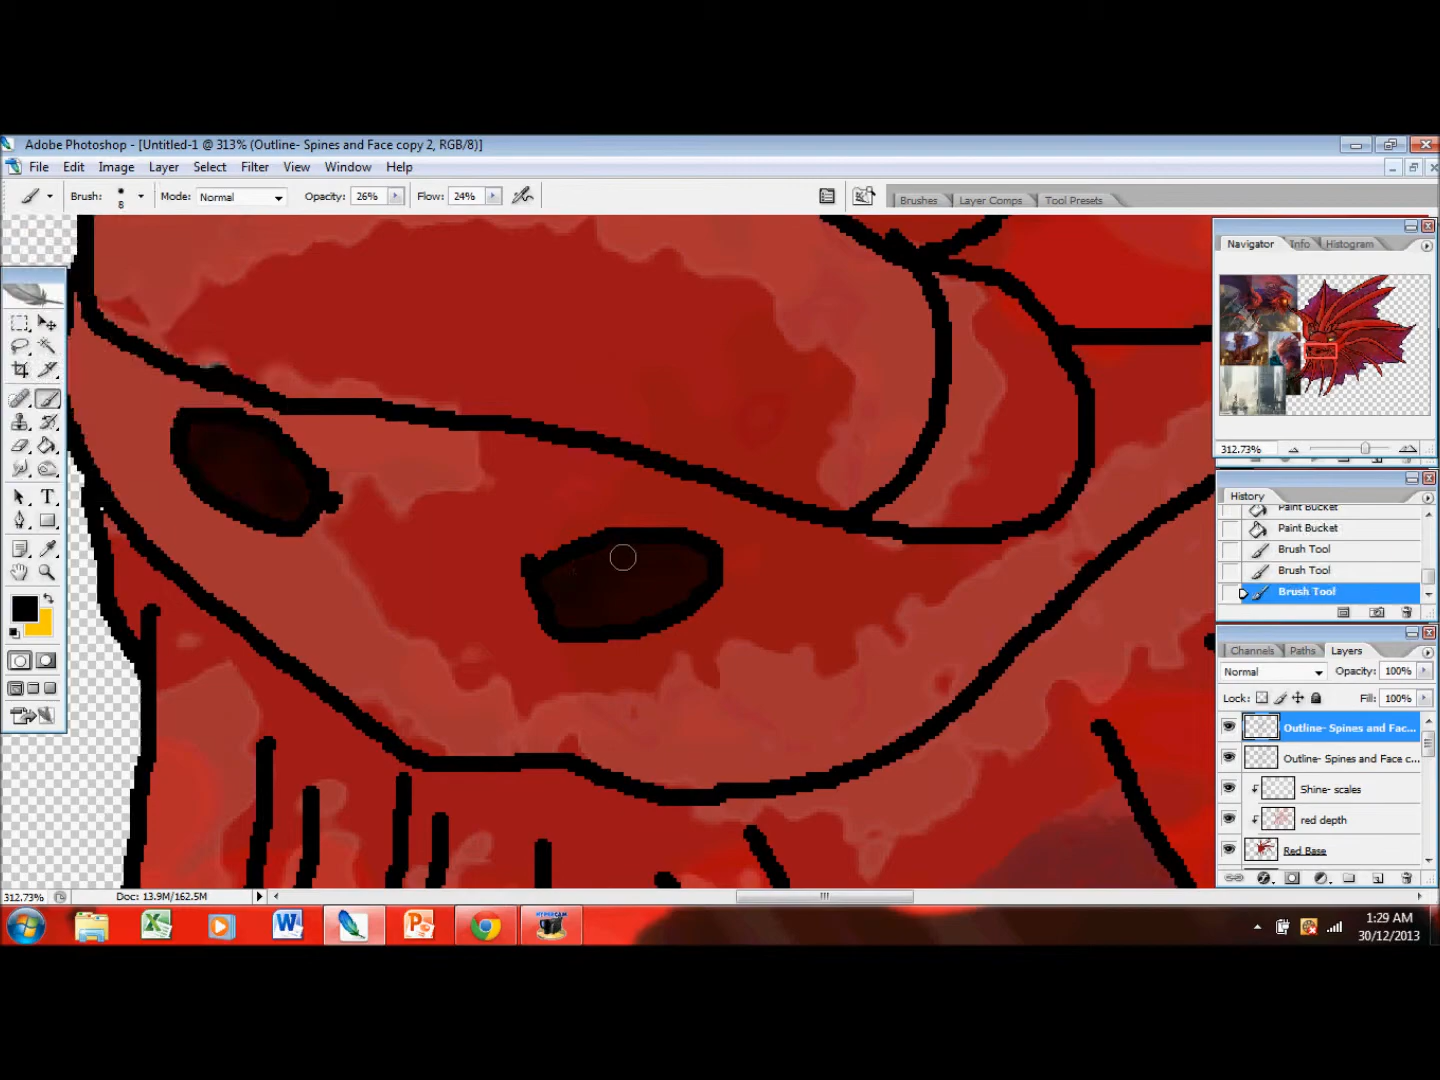 Adobe Photoshop - [Untitled-1 @ 313% (Outline- Spines and Face copy 2, RGB/8)]
File Edit Image Layer Select Filter View Window Help
Brush: 8 Mode: Normal Opacity: 26% Flow: 24% Brushes Layer Comps Tool Presets
Navigator Info Histogram
312.73%
History
Paint Bucket
Paint Bucket
Brush Tool
Brush Tool
Brush Tool
Channels Paths Layers
Normal Opacity: 100%
Lock: Fill: 100%
Outline- Spines and Fac...
Outline- Spines and Face c...
Shine- scales
red depth
Red Base
312.73% Doc: 13.9M/162.5M
HYPERCAM
1:29 AM
30/12/2013